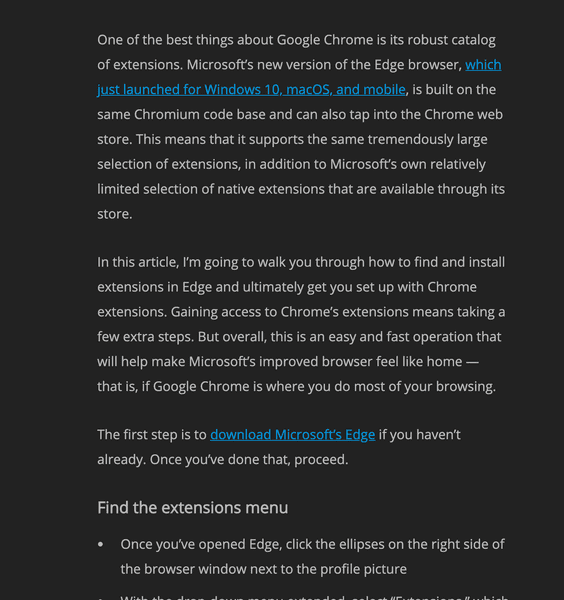 One of the best things about Google Chrome is its robust catalog
of extensions. Microsoft’s new version of the Edge browser, which
just launched for Windows 10, macOS, and mobile, is built on the
same Chromium code base and can also tap into the Chrome web
store. This means that it supports the same tremendously large
selection of extensions, in addition to Microsoft’s own relatively
limited selection of native extensions that are available through its
store.
In this article, I’m going to walk you through how to find and install
extensions in Edge and ultimately get you set up with Chrome
extensions. Gaining access to Chrome’s extensions means taking a
few extra steps. But overall, this is an easy and fast operation that
will help make Microsoft’s improved browser feel like home —
that is, if Google Chrome is where you do most of your browsing.
The first step is to download Microsoft’s Edge if you haven’t
already. Once you’ve done that, proceed.
Find the extensions menu
• Once you’ve opened Edge, click the ellipses on the right side of
the browser window next to the profile picture
• With the drop-down menu extended, select “Extensions,” which